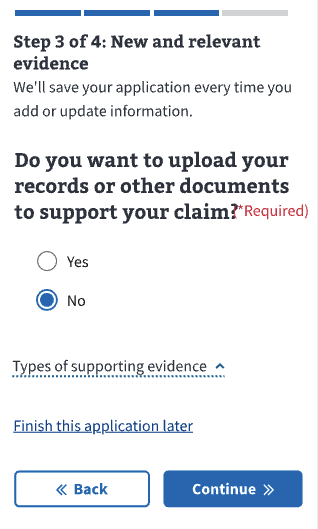 Step 3 of 4: New and relevant
evidence
We'll save your application every time you
add or update information.
Do you want to upload your
records or other documents
to support your claim?(*Required)
Yes
No
Types of supporting evidence
Finish this application later
Back
Continue